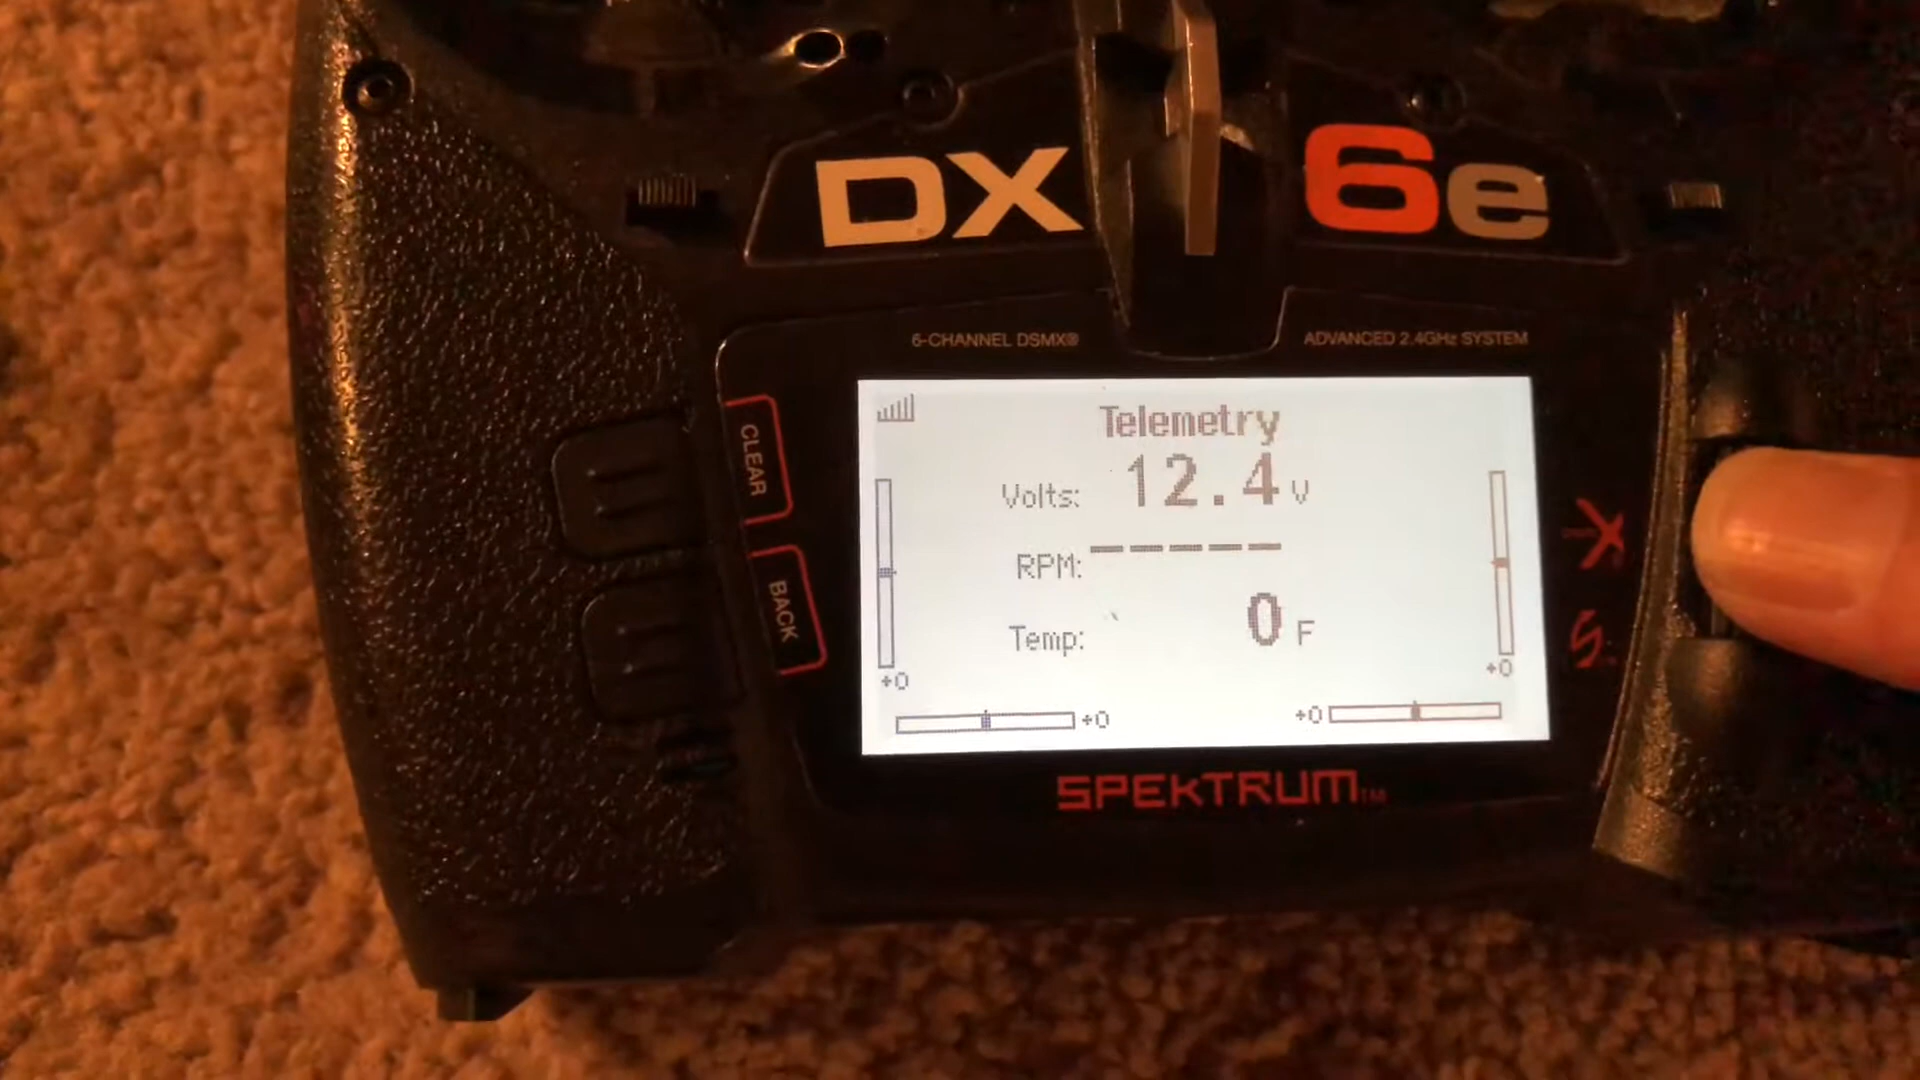 DX 6e
6-CHANNEL DSMX®
ADVANCED 2.4GHz SYSTEM
CLEAR
BACK
Telemetry
Volts: 12.4 V
RPM: -----
Temp: 0 F
+0
+0
+0
+0
SPEKTRUM™